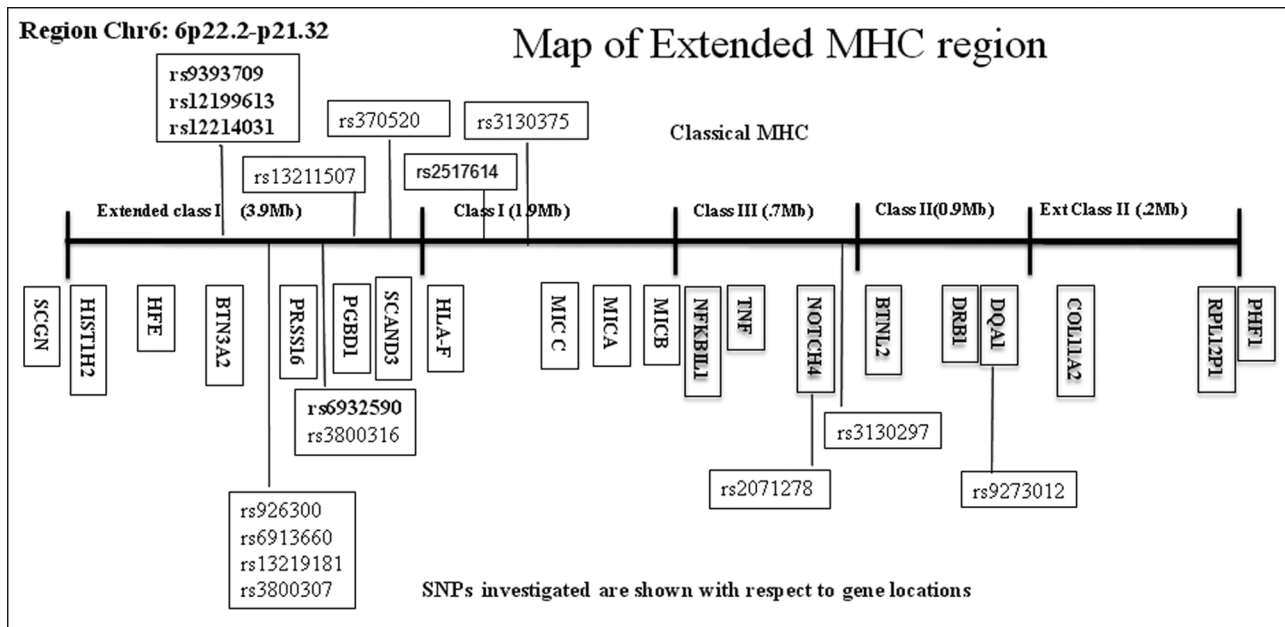 Region Chr6: 6p22.2-p21.32
Map of Extended MHC region
rs9393709
rs12199613
rs12214031
rs370520
rs3130375
Classical MHC
rs13211507
rs2517614
Extended class I (3.9Mb)
Class I (1.9Mb)
Class III (.7Mb)
Class II(0.9Mb)
Ext Class II (.2Mb)
SCGN
HIST1H2
HFE
BTN3A2
PRSS16
PGBD1
SCAND3
HLA-F
MIC C
MICA
MICB
NFKBIL1
TNF
NOTCH4
BTNL2
DRB1
DQA1
COL11A2
RPL12P1
PHF1
rs6932590
rs3800316
rs3130297
rs2071278
rs9273012
rs926300
rs6913660
rs13219181
rs3800307
SNPs investigated are shown with respect to gene locations